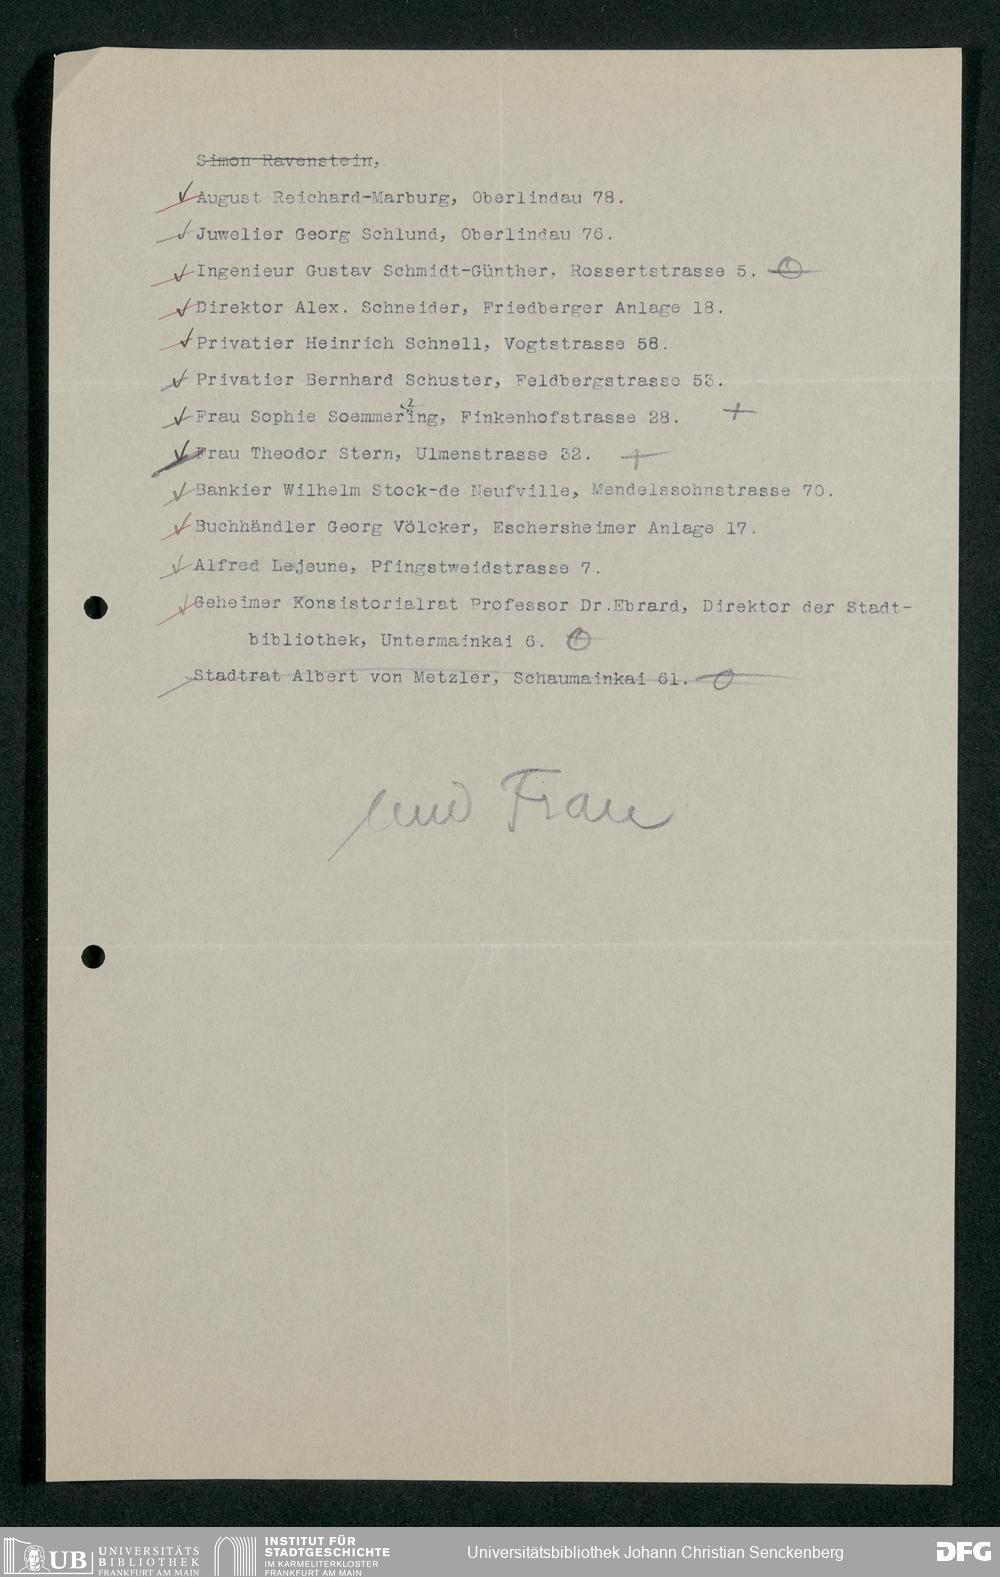 Simon Ravenstein,
August Reichard-Marburg, Oberlindau 78.
Juwelier Georg Schlund, Oberlindau 76.
Ingenieur Gustav Schmidt-Günther, Rossertstrasse 5.
Direktor Alex. Schneider, Friedberger Anlage 18.
Privatier Heinrich Schnell, Vogtstrasse 58.
Privatier Bernhard Schuster, Feldbergstrasse 53.
Frau Sophie Soemmering, Finkenhofstrasse 28.
Frau Theodor Stern, Ulmenstrasse 32.
Bankier Wilhelm Stock-de Neufville, Mendelssohnstrasse 70.
Buchhändler Georg Völcker, Eschersheimer Anlage 17.
Alfred Lejeune, Pfingstweidstrasse 7.
Geheimer Konsistorialrat Professor Dr.Ebrard, Direktor der Stadt-
bibliothek, Untermainkai 6.
Stadtrat Albert von Metzler, Schaumainkai 61.
und Frau
UB UNIVERSITÄTS
BIBLIOTHEK
FRANKFURT AM MAIN
INSTITUT FÜR
STADTGESCHICHTE
IM KARMELITERKLOSTER
FRANKFURT AM MAIN
Universitätsbibliothek Johann Christian Senckenberg
DFG